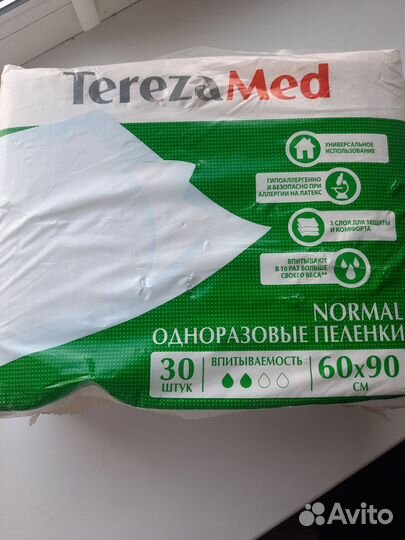 TerezaMed
УНИВЕРСАЛЬНОЕ
ИСПОЛЬЗОВАНИЕ
ГИПОАЛЛЕРГЕННО
И БЕЗОПАСНО ПРИ
АЛЛЕРГИИ НА ЛАТЕКС
3 СЛОЯ ДЛЯ ЗАЩИТЫ
И КОМФОРТА
ВПИТЫВАЮТ
В 10 РАЗ БОЛЬШЕ
СВОЕГО ВЕСА**
NORMAL
ОДНОРАЗОВЫЕ ПЕЛЕНКИ
30
ШТУК
ВПИТЫВАЕМОСТЬ
60x90
СМ
Avito